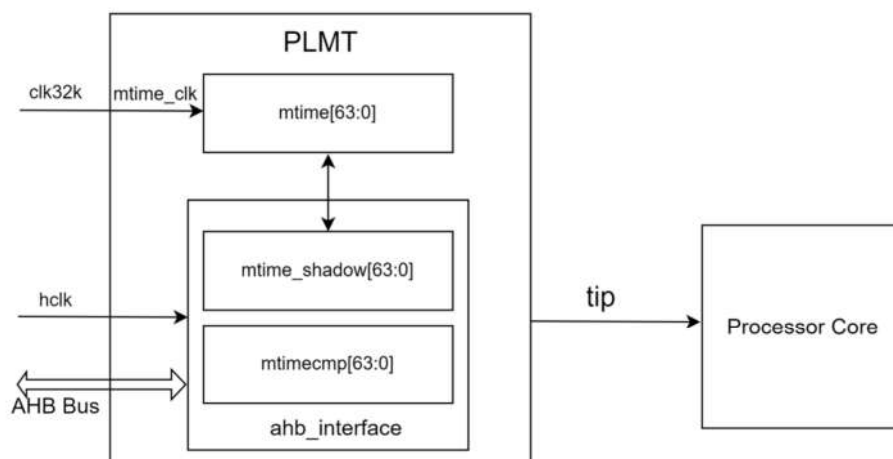 PLMT
clk32k
mtime_clk
mtime[63:0]
mtime_shadow[63:0]
hclk
tip
Processor Core
mtimecmp[63:0]
AHB Bus
ahb_interface